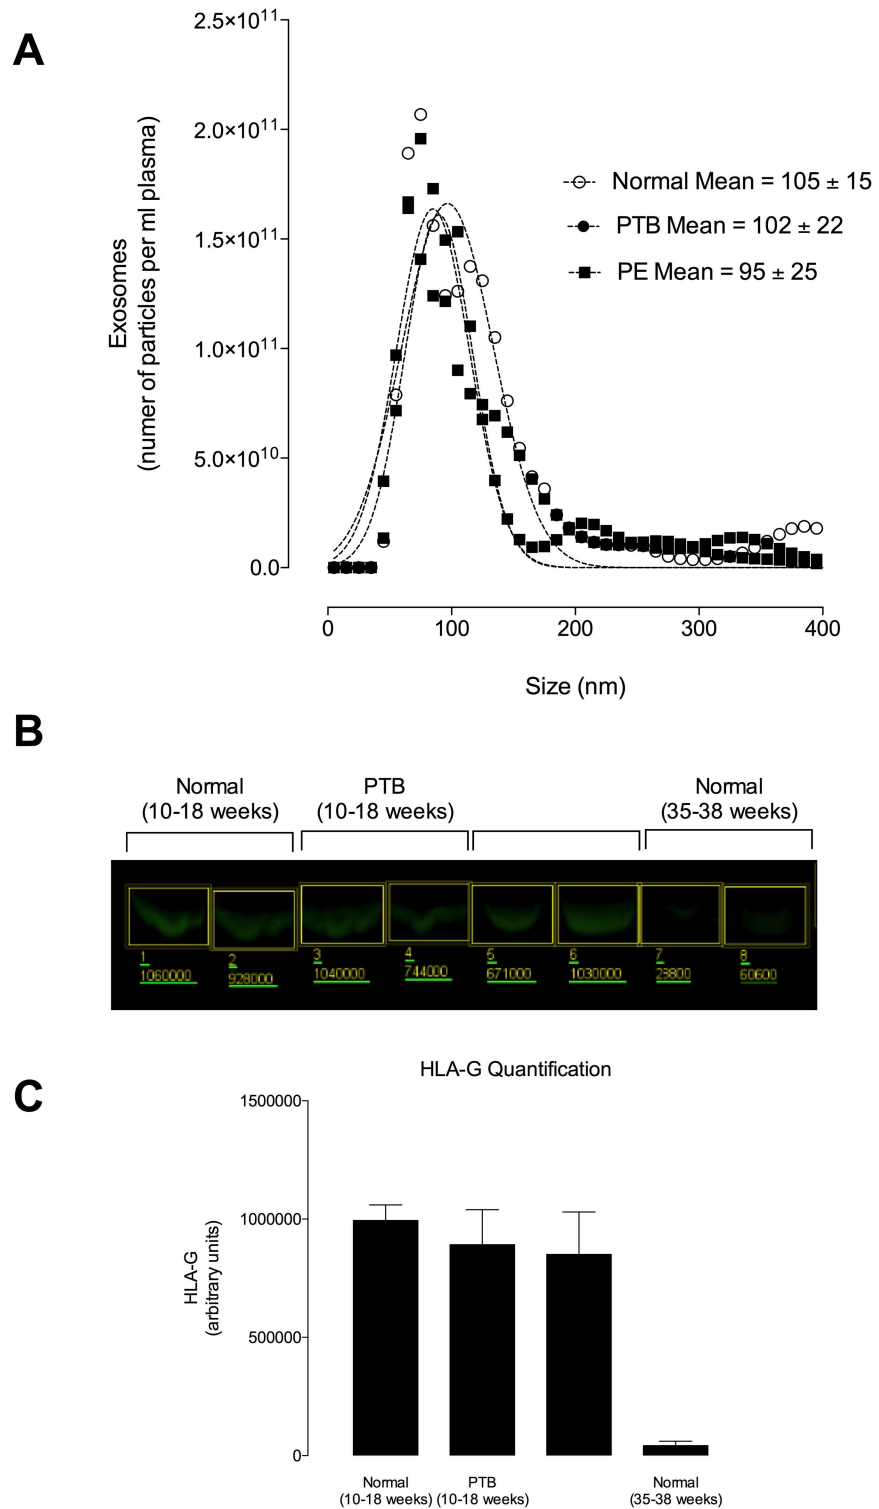 A
2.5×10¹¹
2.0×10¹¹
1.5×10¹¹
1.0×10¹¹
5.0×10¹⁰
0.0
Exosomes
(numer of particles per ml plasma)
Normal Mean = 105 ± 15
PTB Mean = 102 ± 22
PE Mean = 95 ± 25
0 100 200 300 400
Size (nm)
B
Normal
(10-18 weeks)
PTB
(10-18 weeks)
Normal
(35-38 weeks)
1 2 3 4 5 6 7 8
1060000 928000 1040000 744000 671000 1030000 29800 60600
C
HLA-G Quantification
1500000
1000000
500000
0
HLA-G
(arbitrary units)
Normal
(10-18 weeks)
PTB
(10-18 weeks)
Normal
(35-38 weeks)